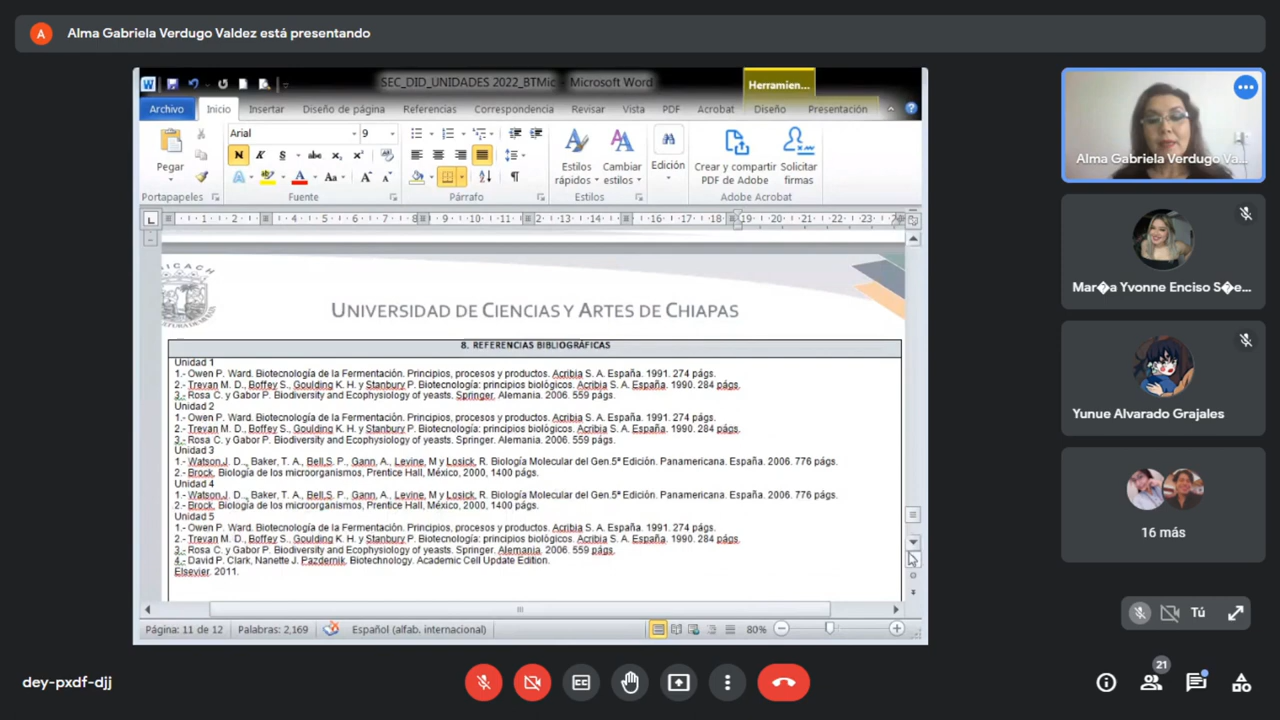 A Alma Gabriela Verdugo Valdez está presentando
SEC_DID_UNIDADES 2022_BTMic - Microsoft Word
Herramien...
Archivo Inicio Insertar Diseño de página Referencias Correspondencia Revisar Vista PDF Acrobat Diseño Presentación
Arial 9
Pegar
N K S abc x₂ x²
A Aa A A
Estilos rápidos
Cambiar estilos
Edición
Crear y compartir PDF de Adobe
Solicitar firmas
Portapapeles Fuente Párrafo Estilos Adobe Acrobat
UNIVERSIDAD DE CIENCIAS Y ARTES DE CHIAPAS
8. REFERENCIAS BIBLIOGRÁFICAS
Unidad 1
1.- Owen P. Ward. Biotecnología de la Fermentación. Principios, procesos y productos. Acribia S. A. España. 1991. 274 págs.
2.- Trevan M. D., Boffey S., Goulding K. H. y Stanbury P. Biotecnología: principios biológicos. Acribia S. A. España. 1990. 284 págs.
3.- Rosa C. y Gabor P. Biodiversity and Ecophysiology of yeasts. Springer. Alemania. 2006. 559 págs.
Unidad 2
1.- Owen P. Ward. Biotecnología de la Fermentación. Principios, procesos y productos. Acribia S. A. España. 1991. 274 págs.
2.- Trevan M. D., Boffey S., Goulding K. H. y Stanbury P. Biotecnología: principios biológicos. Acribia S. A. España. 1990. 284 págs.
3.- Rosa C. y Gabor P. Biodiversity and Ecophysiology of yeasts. Springer. Alemania. 2006. 559 págs.
Unidad 3
1.- Watson,J. D., Baker, T. A., Bell,S. P., Gann, A., Levine, M y Losick, R. Biología Molecular del Gen.5ª Edición. Panamericana. España. 2006. 776 págs.
2.- Brock, Biología de los microorganismos, Prentice Hall, México, 2000, 1400 págs.
Unidad 4
1.- Watson,J. D., Baker, T. A., Bell,S. P., Gann, A., Levine, M y Losick, R. Biología Molecular del Gen.5ª Edición. Panamericana. España. 2006. 776 págs.
2.- Brock, Biología de los microorganismos, Prentice Hall, México, 2000, 1400 págs.
Unidad 5
1.- Owen P. Ward. Biotecnología de la Fermentación. Principios, procesos y productos. Acribia S. A. España. 1991. 274 págs.
2.- Trevan M. D., Boffey S., Goulding K. H. y Stanbury P. Biotecnología: principios biológicos. Acribia S. A. España. 1990. 284 págs.
3.- Rosa C. y Gabor P. Biodiversity and Ecophysiology of yeasts. Springer. Alemania. 2006. 559 págs.
4.- David P. Clark, Nanette J. Pazdernik, Biotechnology. Academic Cell Update Edition.
Elsevier. 2011.
Página: 11 de 12 Palabras: 2,169 Español (alfab. internacional) 80%
Alma Gabriela Verdugo Va...
Mar�a Yvonne Enciso S�e...
Yunue Alvarado Grajales
16 más
Tú
dey-pxdf-djj
21